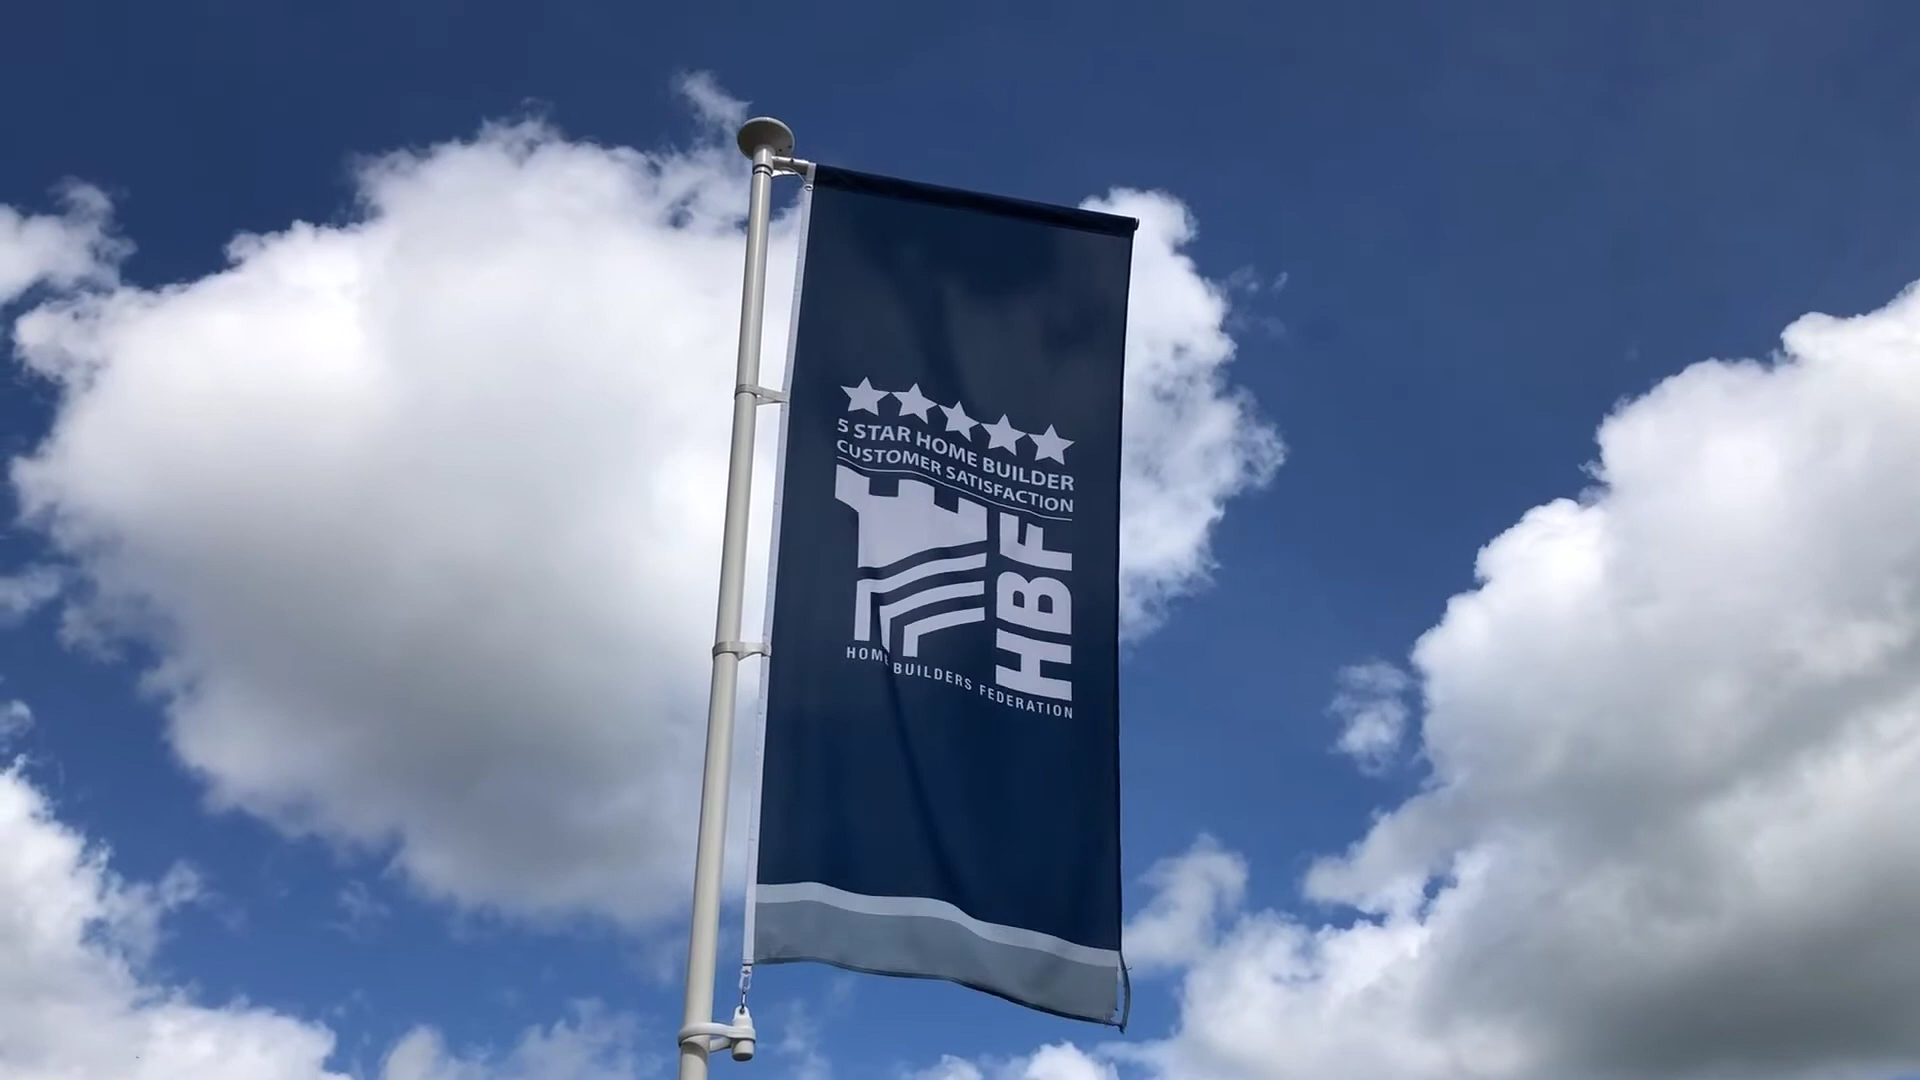 5 STAR HOME BUILDER
CUSTOMER SATISFACTION
HBF
HOME BUILDERS FEDERATION